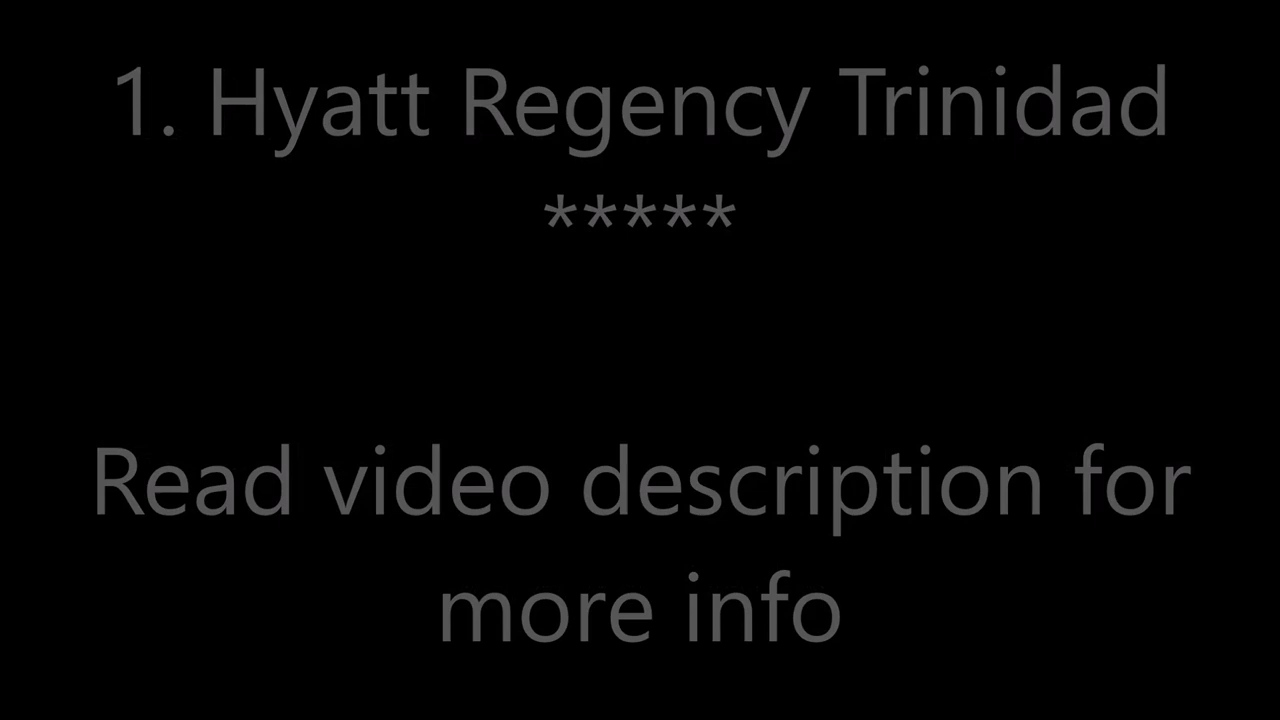 1. Hyatt Regency Trinidad
*****
Read video description for
more info